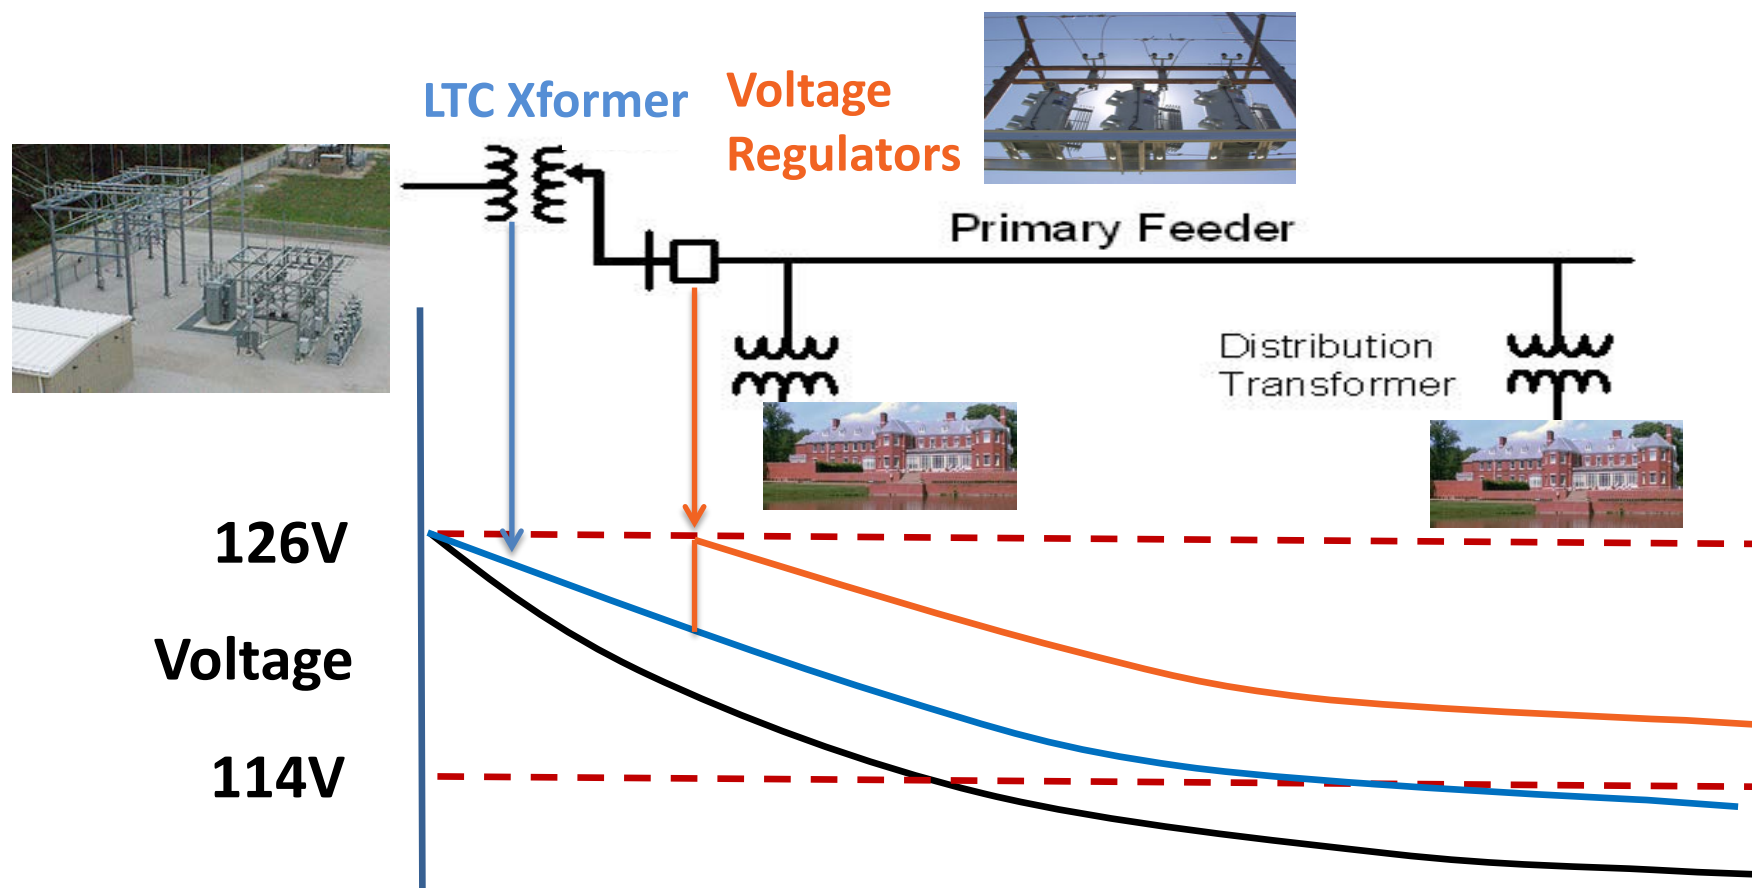 LTC Xformer
Voltage
Regulators
Primary Feeder
Distribution
Transformer
126V
Voltage
114V